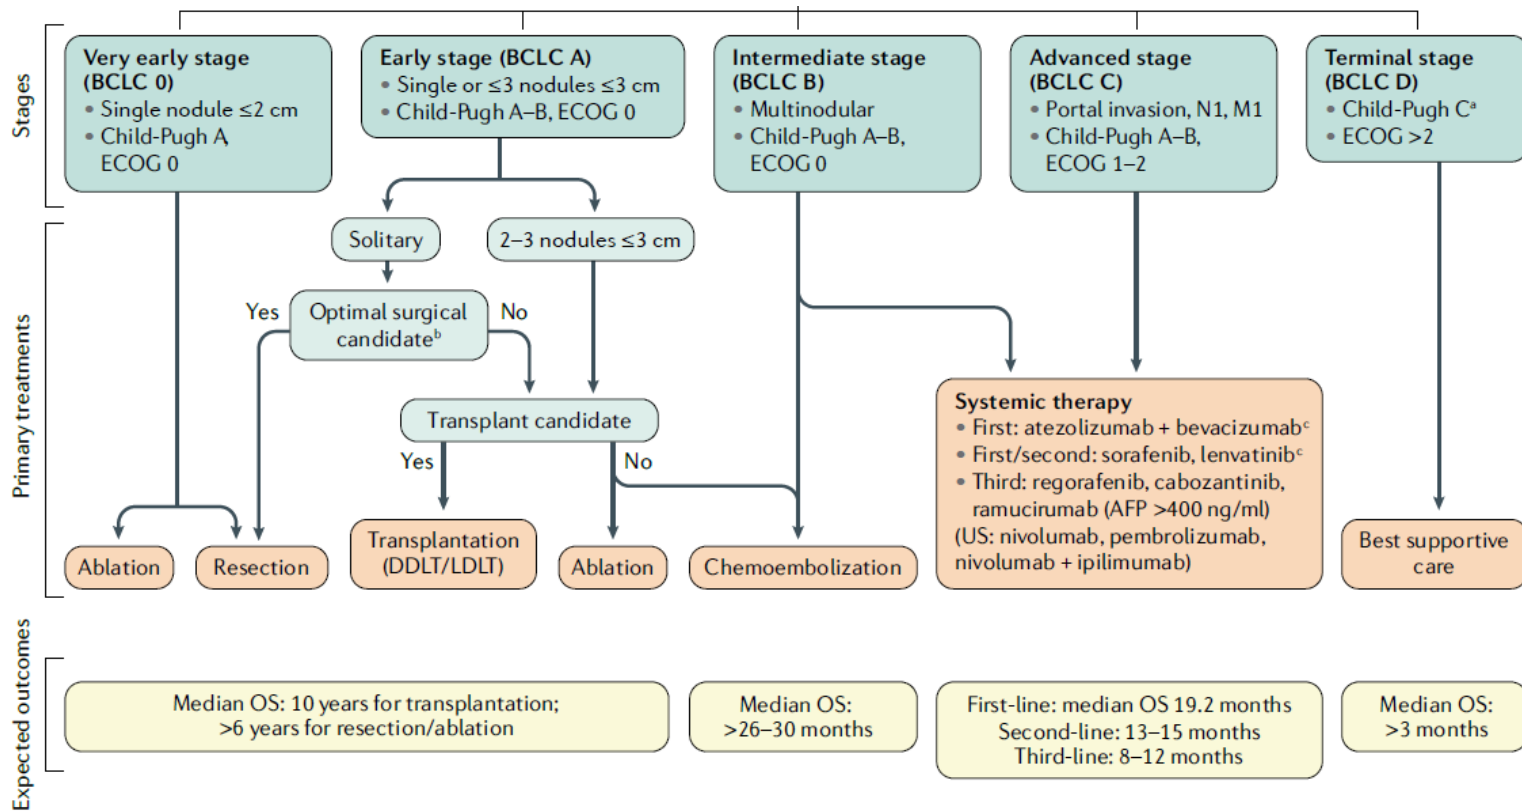 Stages
Very early stage
(BCLC 0)
• Single nodule ≤2 cm
• Child-Pugh A,
ECOG 0
Early stage (BCLC A)
• Single or ≤3 nodules ≤3 cm
• Child-Pugh A–B, ECOG 0
Intermediate stage
(BCLC B)
• Multinodular
• Child-Pugh A–B,
ECOG 0
Advanced stage
(BCLC C)
• Portal invasion, N1, M1
• Child-Pugh A–B,
ECOG 1–2
Terminal stage
(BCLC D)
• Child-Pugh Cᵃ
• ECOG >2
Primary treatments
Solitary
2–3 nodules ≤3 cm
Yes
Optimal surgical
candidateᵇ
No
Transplant candidate
Yes
No
Ablation
Resection
Transplantation
(DDLT/LDLT)
Ablation
Chemoembolization
Systemic therapy
• First: atezolizumab + bevacizumabᶜ
• First/second: sorafenib, lenvatinibᶜ
• Third: regorafenib, cabozantinib,
ramucirumab (AFP >400 ng/ml)
(US: nivolumab, pembrolizumab,
nivolumab + ipilimumab)
Best supportive
care
Expected outcomes
Median OS: 10 years for transplantation;
>6 years for resection/ablation
Median OS:
>26–30 months
First-line: median OS 19.2 months
Second-line: 13–15 months
Third-line: 8–12 months
Median OS:
>3 months